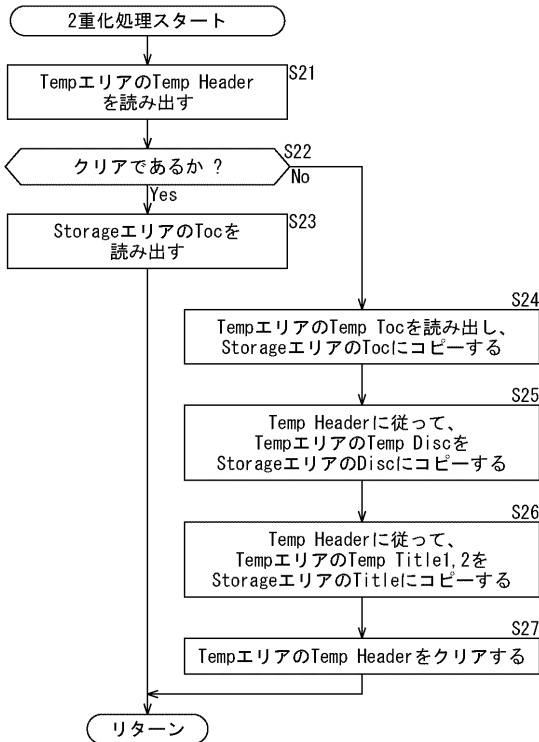 2重化処理スタート
S21
TempエリアのTemp Header
を読み出す
S22
クリアであるか ?
No
Yes
S23
StorageエリアのTocを
読み出す
S24
TempエリアのTemp Tocを読み出し、
StorageエリアのTocにコピーする
S25
Temp Headerに従って、
TempエリアのTemp Discを
StorageエリアのDiscにコピーする
S26
Temp Headerに従って、
TempエリアのTemp Title1,2を
StorageエリアのTitleにコピーする
S27
TempエリアのTemp Headerをクリアする
リターン